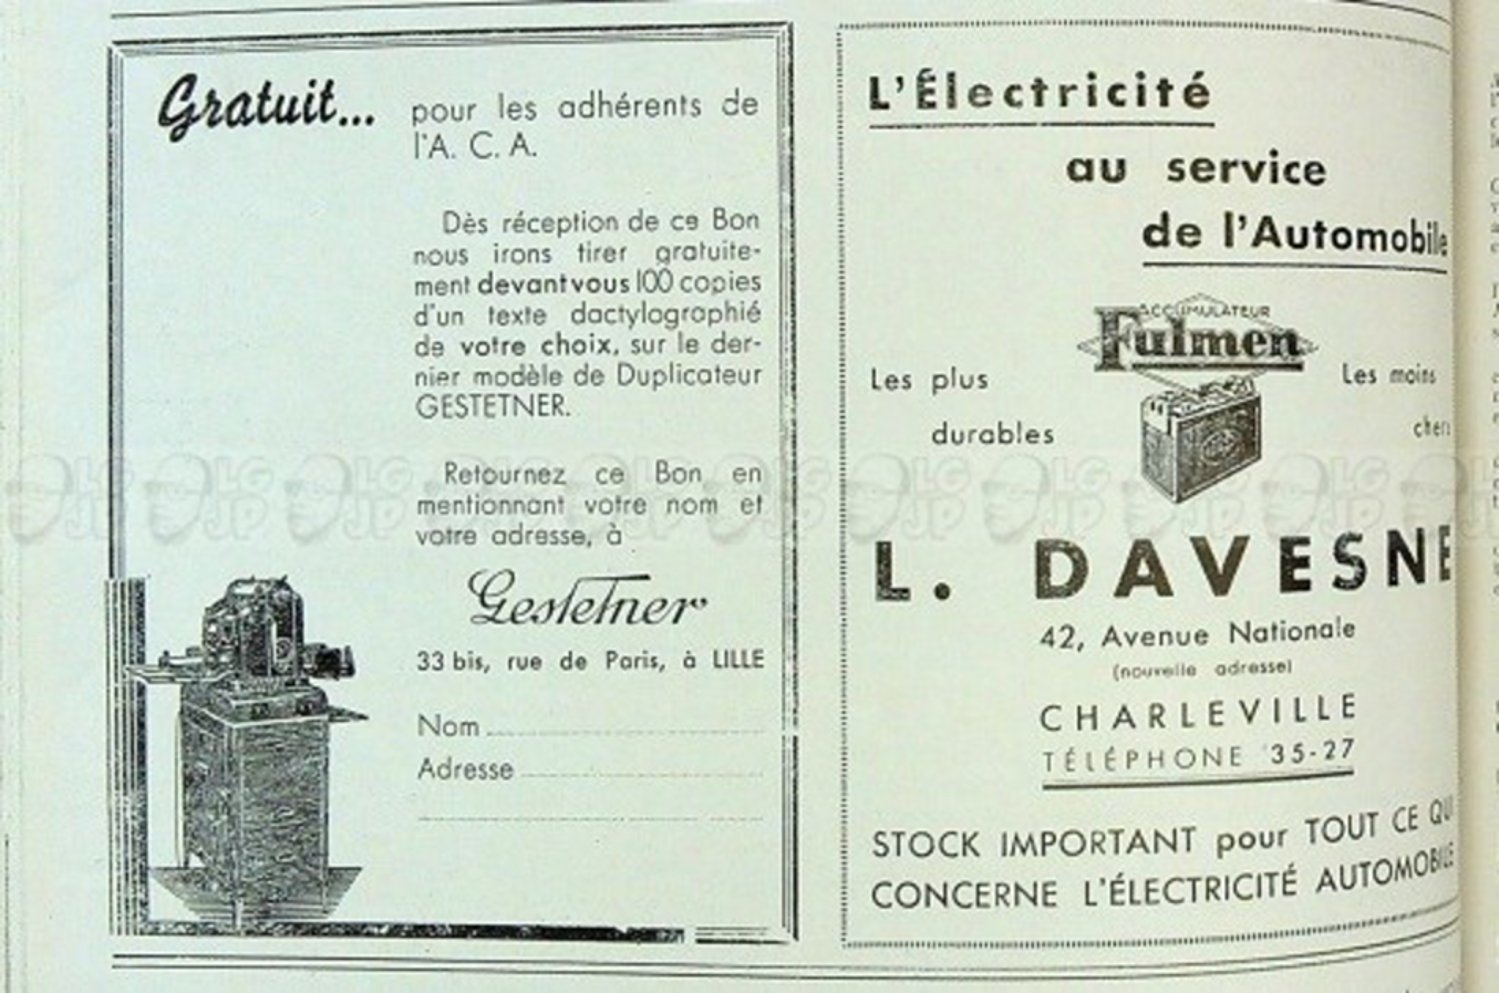 Gratuit... pour les adhérents de
l'A. C. A.
Dès réception de ce Bon
nous irons tirer gratuite-
ment devant vous 100 copies
d'un texte dactylographié
de votre choix, sur le der-
nier modèle de Duplicateur
GESTETNER.
Retournez ce Bon en
mentionnant votre nom et
votre adresse, à
Gestetner
33 bis, rue de Paris, à LILLE
Nom
Adresse
L'Électricité
au service
de l'Automobile
ACCUMULATEUR
Fulmen
Les plus
durables
Les moins
chers
L. DAVESNE
42, Avenue Nationale
(nouvelle adresse)
CHARLEVILLE
TÉLÉPHONE 35-27
STOCK IMPORTANT pour TOUT CE QUI
CONCERNE L'ÉLECTRICITÉ AUTOMOBILE
LG
JP